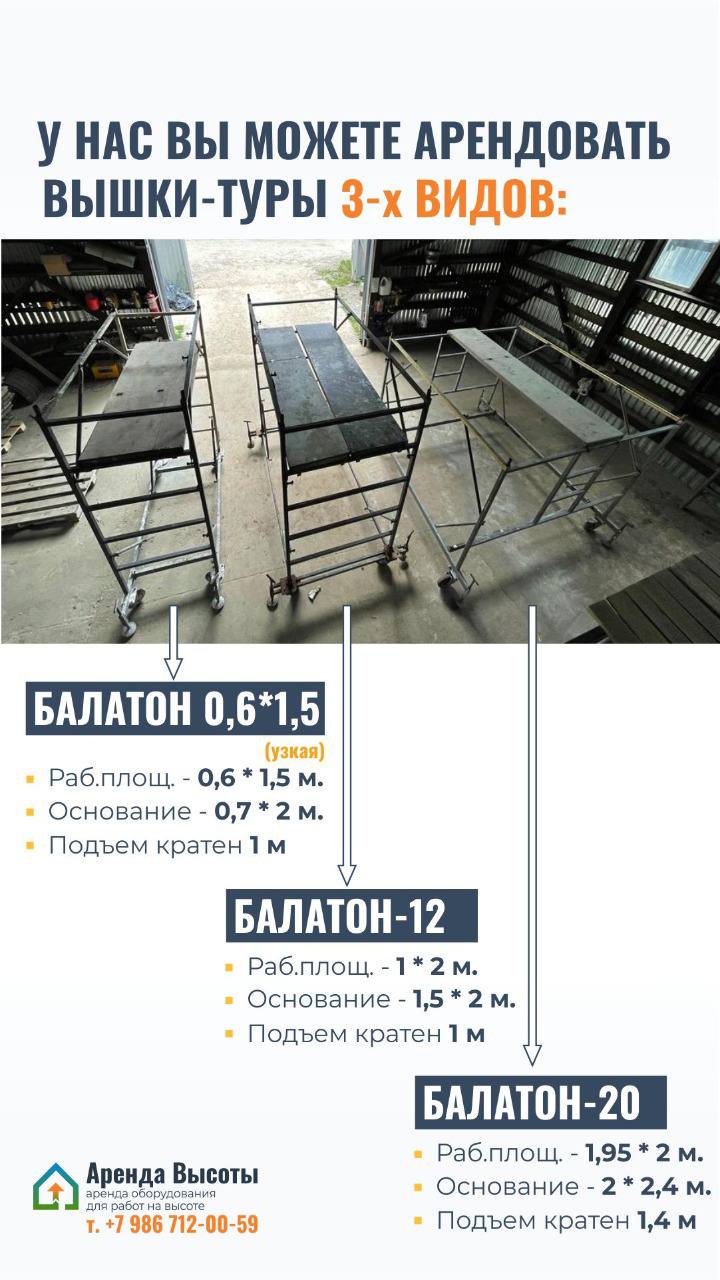 У НАС ВЫ МОЖЕТЕ АРЕНДОВАТЬ
ВЫШКИ-ТУРЫ 3-х ВИДОВ:
БАЛАТОН 0,6*1,5
(узкая)
Раб.площ. - 0,6 * 1,5 м.
Основание - 0,7 * 2 м.
Подъем кратен 1 м
БАЛАТОН-12
Раб.площ. - 1 * 2 м.
Основание - 1,5 * 2 м.
Подъем кратен 1 м
БАЛАТОН-20
Раб.площ. - 1,95 * 2 м.
Основание - 2 * 2,4 м.
Подъем кратен 1,4 м
Аренда Высоты
аренда оборудования
для работ на высоте
т. +7 986 712-00-59